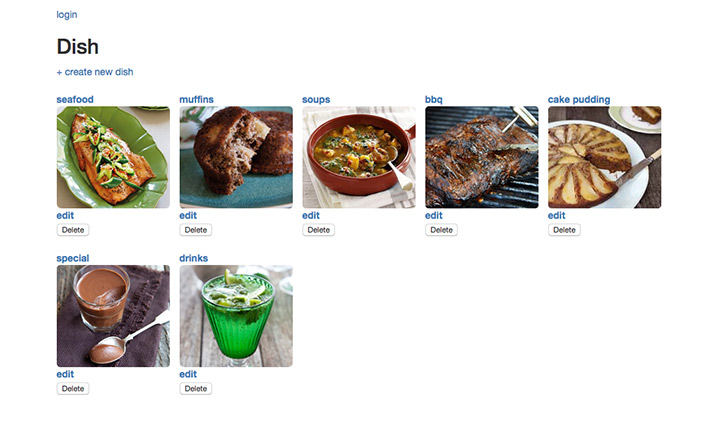 login
Dish
+ create new dish
seafood muffins soups bbq cake pudding
edit edit edit edit edit
Delete Delete Delete Delete Delete
special drinks
edit edit
Delete Delete